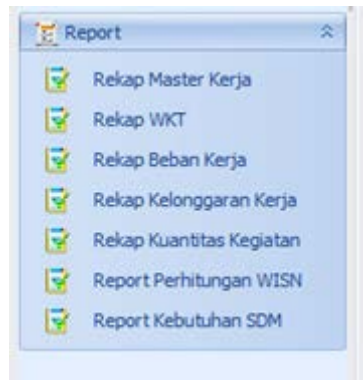 Report
Rekap Master Kerja
Rekap WKT
Rekap Beban Kerja
Rekap Kelonggaran Kerja
Rekap Kuantitas Kegiatan
Report Perhitungan WISN
Report Kebutuhan SDM